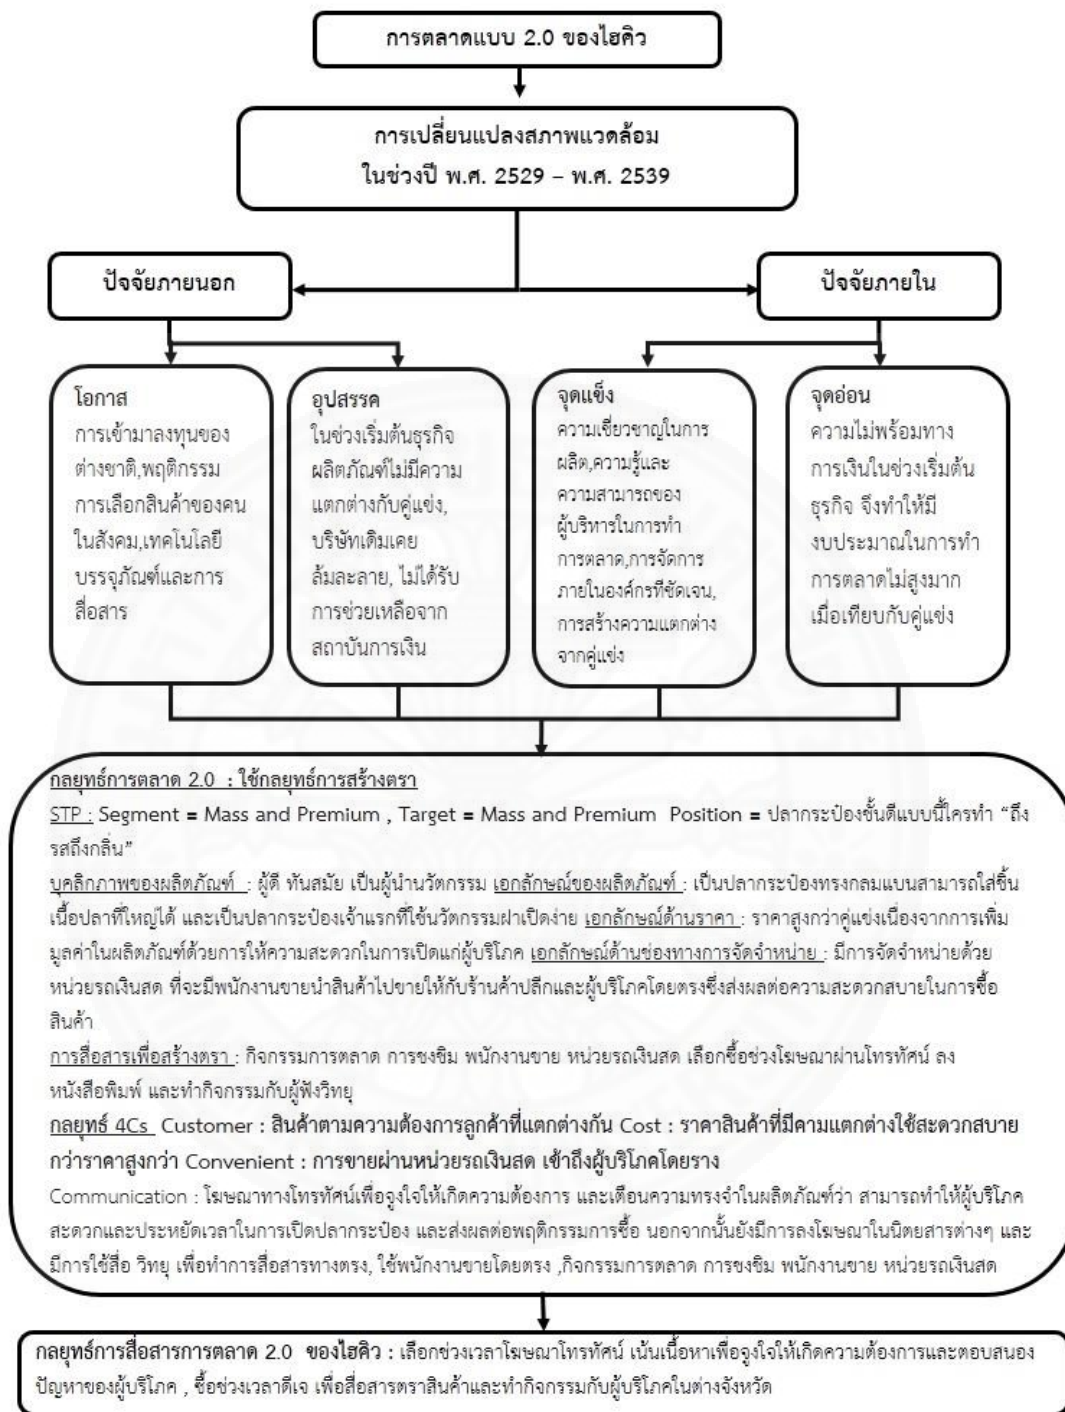 การตลาดแบบ 2.0 ของไฮคิว
การเปลี่ยนแปลงสภาพแวดล้อม
ในช่วงปี พ.ศ. 2529 – พ.ศ. 2539
ปัจจัยภายนอก
ปัจจัยภายใน
โอกาส
การเข้ามาลงทุนของ
ต่างชาติ,พฤติกรรม
การเลือกสินค้าของคน
ในสังคม,เทคโนโลยี
บรรจุภัณฑ์และการ
สื่อสาร
อุปสรรค
ในช่วงเริ่มต้นธุรกิจ
ผลิตภัณฑ์ไม่มีความ
แตกต่างกับคู่แข่ง,
บริษัทเดิมเคย
ล้มละลาย, ไม่ได้รับ
การช่วยเหลือจาก
สถาบันการเงิน
จุดแข็ง
ความเชี่ยวชาญในการ
ผลิต,ความรู้และ
ความสามารถของ
ผู้บริหารในการทำ
การตลาด,การจัดการ
ภายในองค์กรที่ชัดเจน,
การสร้างความแตกต่าง
จากคู่แข่ง
จุดอ่อน
ความไม่พร้อมทาง
การเงินในช่วงเริ่มต้น
ธุรกิจ จึงทำให้มี
งบประมาณในการทำ
การตลาดไม่สูงมาก
เมื่อเทียบกับคู่แข่ง
กลยุทธ์การตลาด 2.0 : ใช้กลยุทธ์การสร้างตรา
STP : Segment = Mass and Premium , Target = Mass and Premium Position = ปลากระป๋องชั้นดีแบบนี้ใครทำ “ถึง
รสถึงกลิ่น”
บุคลิกภาพของผลิตภัณฑ์ : ผู้ดี ทันสมัย เป็นผู้นำนวัตกรรม เอกลักษณ์ของผลิตภัณฑ์ : เป็นปลากระป๋องทรงกลมแบนสามารถใส่ชิ้น
เนื้อปลาที่ใหญ่ได้ และเป็นปลากระป๋องเจ้าแรกที่ใช้นวัตกรรมฝาเปิดง่าย เอกลักษณ์ด้านราคา : ราคาสูงกว่าคู่แข่งเนื่องจากการเพิ่ม
มูลค่าในผลิตภัณฑ์ด้วยการให้ความสะดวกในการเปิดแก่ผู้บริโภค เอกลักษณ์ด้านช่องทางการจัดจำหน่าย : มีการจัดจำหน่ายด้วย
หน่วยรถเงินสด ที่จะมีพนักงานขายนำสินค้าไปขายให้กับร้านค้าปลีกและผู้บริโภคโดยตรงซึ่งส่งผลต่อความสะดวกสบายในการซื้อ
สินค้า
การสื่อสารเพื่อสร้างตรา : กิจกรรมการตลาด การชงชิม พนักงานขาย หน่วยรถเงินสด เลือกซื้อช่วงโฆษณาผ่านโทรทัศน์ ลง
หนังสือพิมพ์ และทำกิจกรรมกับผู้ฟังวิทยุ
กลยุทธ์ 4Cs Customer : สินค้าตามความต้องการลูกค้าที่แตกต่างกัน Cost : ราคาสินค้าที่มีคามแตกต่างใช้สะดวกสบาย
กว่าราคาสูงกว่า Convenient : การขายผ่านหน่วยรถเงินสด เข้าถึงผู้บริโภคโดยราง
Communication : โฆษณาทางโทรทัศน์เพื่อจูงใจให้เกิดความต้องการ และเตือนความทรงจำในผลิตภัณฑ์ว่า สามารถทำให้ผู้บริโภค
สะดวกและประหยัดเวลาในการเปิดปลากระป๋อง และส่งผลต่อพฤติกรรมการซื้อ นอกจากนั้นยังมีการลงโฆษณาในนิตยสารต่างๆ และ
มีการใช้สื่อ วิทยุ เพื่อทำการสื่อสารทางตรง, ใช้พนักงานขายโดยตรง ,กิจกรรมการตลาด การชงชิม พนักงานขาย หน่วยรถเงินสด
กลยุทธ์การสื่อสารการตลาด 2.0 ของไฮคิว : เลือกช่วงเวลาโฆษณาโทรทัศน์ เน้นเนื้อหาเพื่อจูงใจให้เกิดความต้องการและตอบสนอง
ปัญหาของผู้บริโภค , ซื้อช่วงเวลาดีเจ เพื่อสื่อสารตราสินค้าและทำกิจกรรมกับผู้บริโภคในต่างจังหวัด